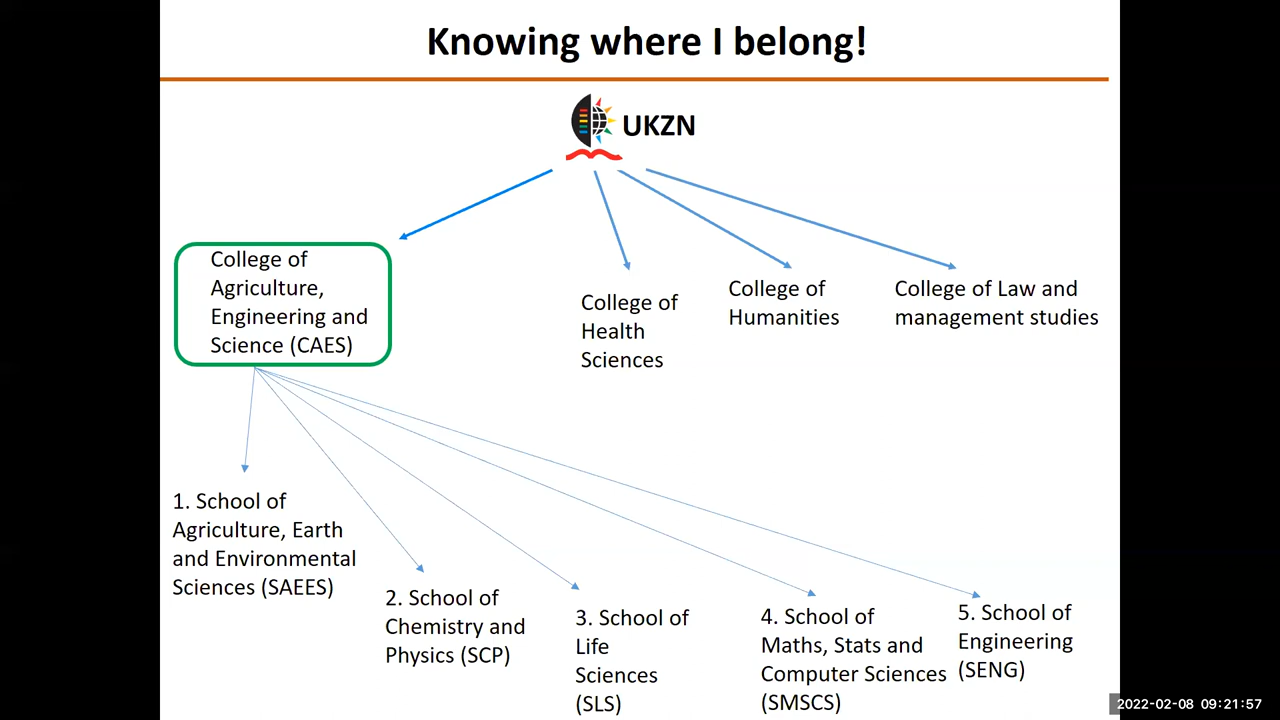 Knowing where I belong!
UKZN
College of
Agriculture,
Engineering and
Science (CAES)
College of
Health
Sciences
College of
Humanities
College of Law and
management studies
1. School of
Agriculture, Earth
and Environmental
Sciences (SAEES)
2. School of
Chemistry and
Physics (SCP)
3. School of
Life
Sciences
(SLS)
4. School of
Maths, Stats and
Computer Sciences
(SMSCS)
5. School of
Engineering
(SENG)
2022-02-08 09:21:57